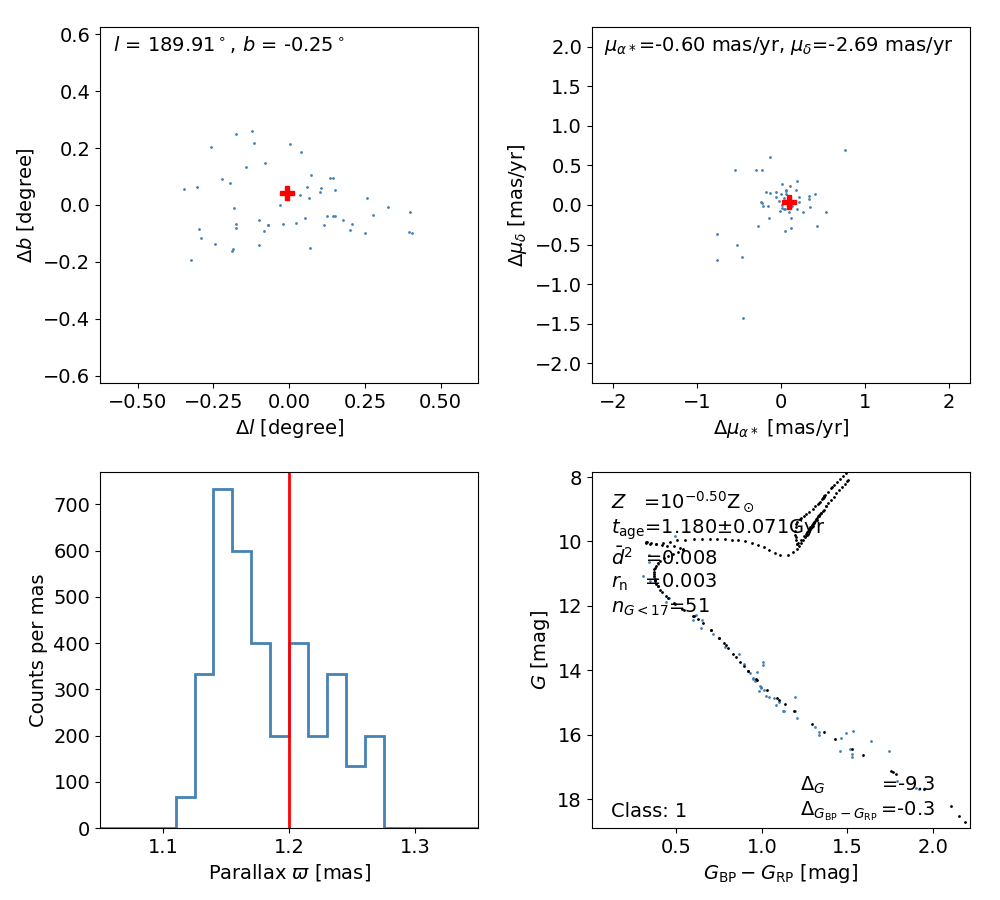 l = 189.91°, b = -0.25°
0.6
0.4
0.2
0.0
−0.2
−0.4
−0.6
Δb [degree]
−0.50 −0.25 0.00 0.25 0.50
Δl [degree]
μα*=-0.60 mas/yr, μδ=-2.69 mas/yr
2.0
1.5
1.0
0.5
0.0
−0.5
−1.0
−1.5
−2.0
Δμδ [mas/yr]
−2 −1 0 1 2
Δμα* [mas/yr]
700
600
500
400
300
200
100
0
Counts per mas
1.1 1.2 1.3
Parallax ϖ [mas]
Z =10^−0.50 Z⊙
tage=1.180±0.071Gyr
d̄² =0.008
rn =0.003
nG<17=51
ΔG =-9.3
ΔGBP−GRP=-0.3
Class: 1
8
10
12
14
16
18
G [mag]
0.5 1.0 1.5 2.0
GBP − GRP [mag]